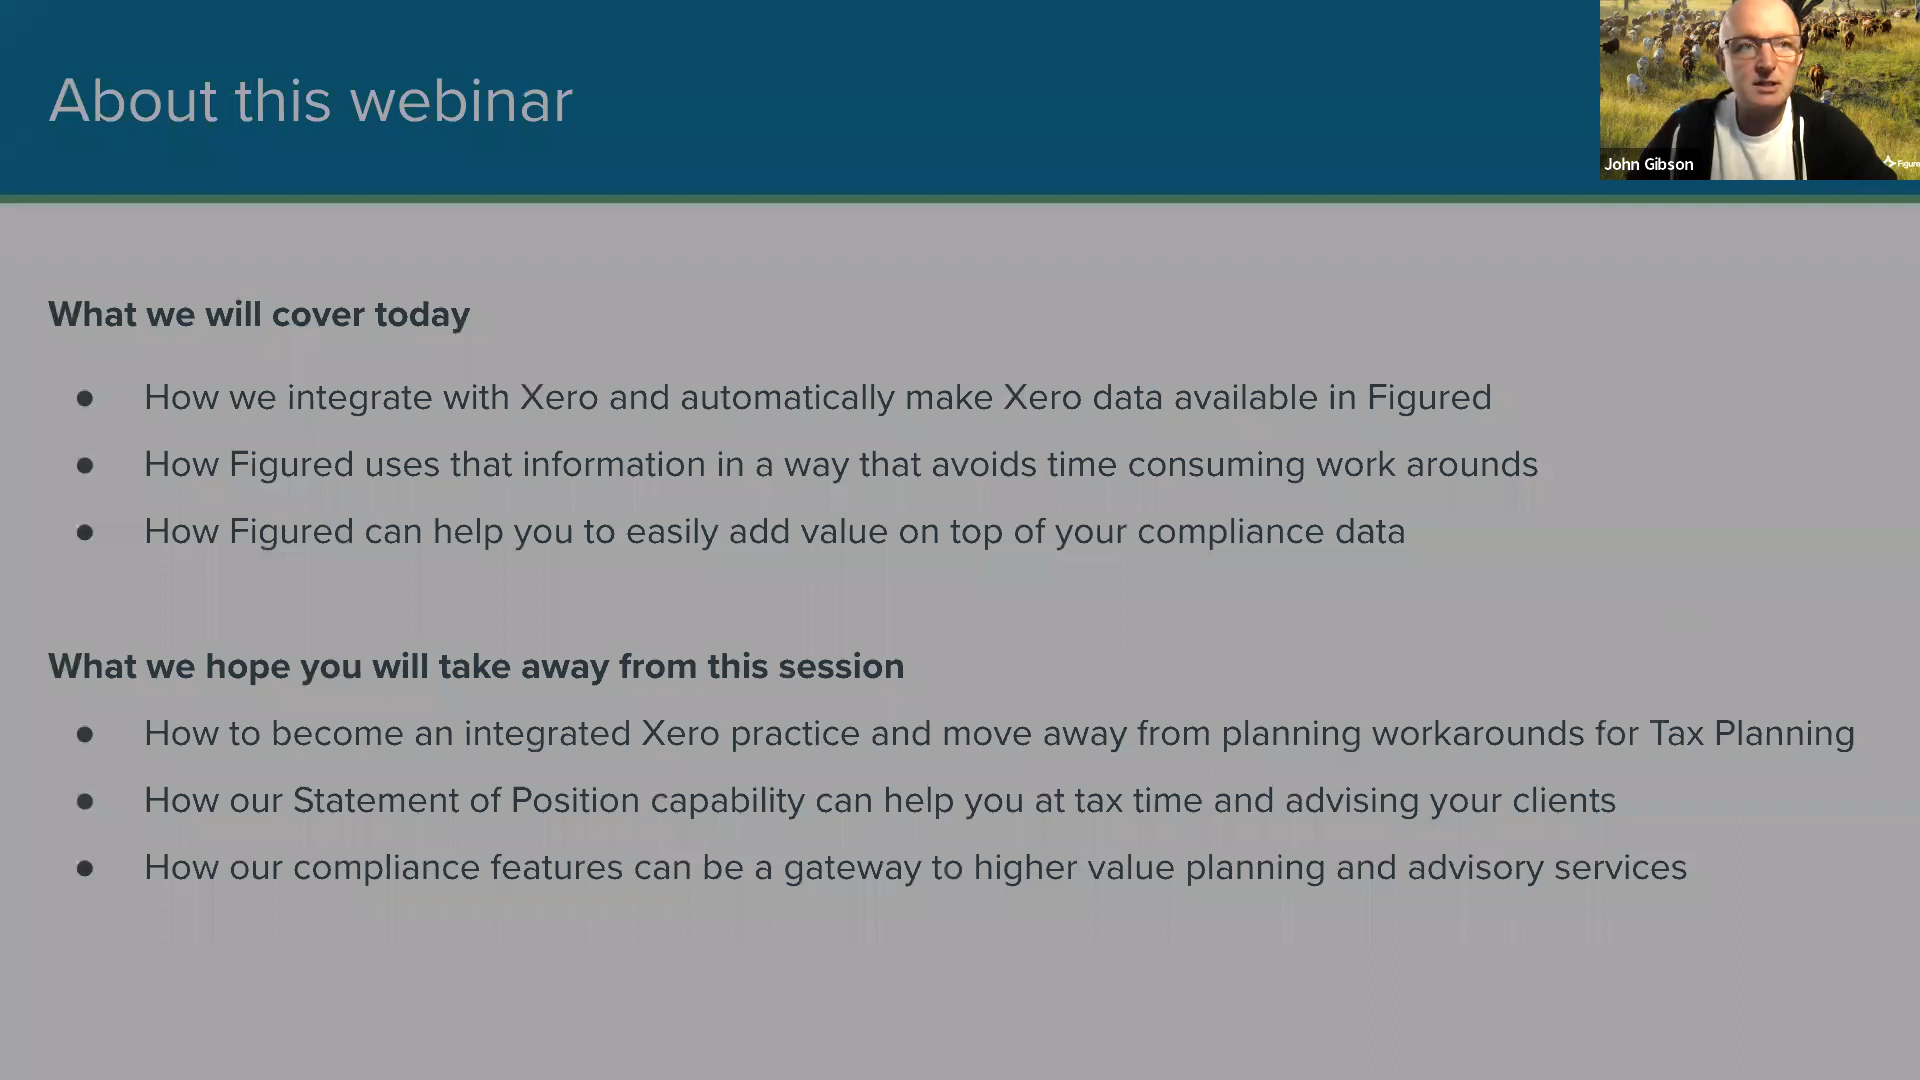 About this webinar
John Gibson
Figure
What we will cover today
● How we integrate with Xero and automatically make Xero data available in Figured
● How Figured uses that information in a way that avoids time consuming work arounds
● How Figured can help you to easily add value on top of your compliance data
What we hope you will take away from this session
● How to become an integrated Xero practice and move away from planning workarounds for Tax Planning
● How our Statement of Position capability can help you at tax time and advising your clients
● How our compliance features can be a gateway to higher value planning and advisory services